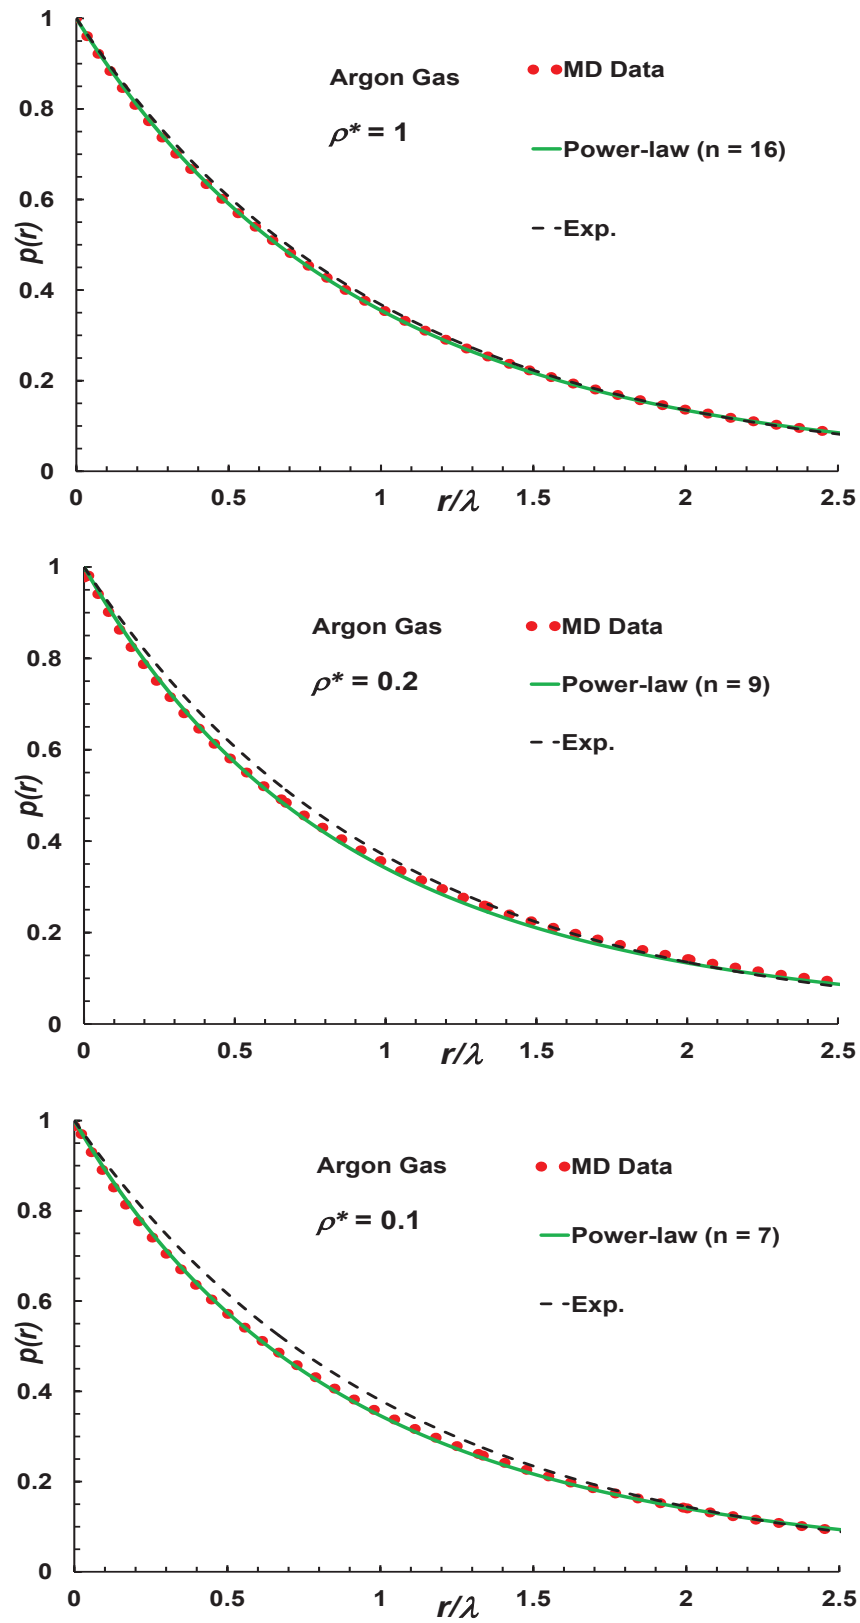 1
0.8
0.6
0.4
0.2
0
p(r)
Argon Gas
ρ* = 1
MD Data
Power-law (n = 16)
Exp.
0 0.5 1 1.5 2 2.5
r/λ
1
0.8
0.6
0.4
0.2
0
p(r)
Argon Gas
ρ* = 0.2
MD Data
Power-law (n = 9)
Exp.
0 0.5 1 1.5 2 2.5
r/λ
1
0.8
0.6
0.4
0.2
0
p(r)
Argon Gas
ρ* = 0.1
MD Data
Power-law (n = 7)
Exp.
0 0.5 1 1.5 2 2.5
r/λ